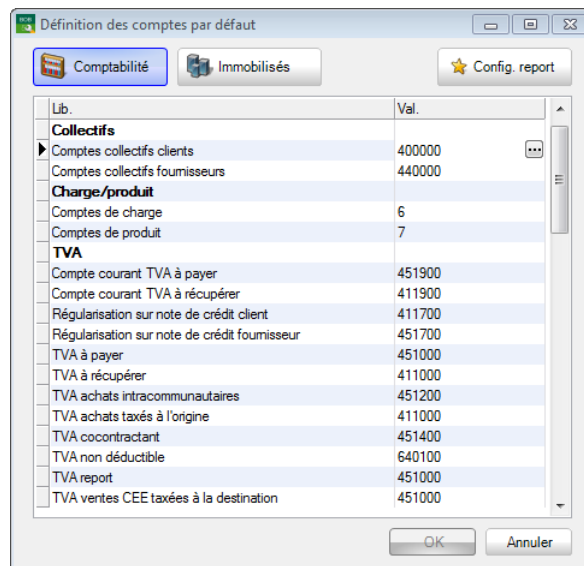 BOB
Définition des comptes par défaut
Comptabilité
Immobilisés
Config. report
Lib. Val.
Collectifs
Comptes collectifs clients 400000 ...
Comptes collectifs fournisseurs 440000
Charge/produit
Comptes de charge 6
Comptes de produit 7
TVA
Compte courant TVA à payer 451900
Compte courant TVA à récupérer 411900
Régularisation sur note de crédit client 411700
Régularisation sur note de crédit fournisseur 451700
TVA à payer 451000
TVA à récupérer 411000
TVA achats intracommunautaires 451200
TVA achats taxés à l'origine 411000
TVA cocontractant 451400
TVA non déductible 640100
TVA report 451000
TVA ventes CEE taxées à la destination 451000
OK
Annuler